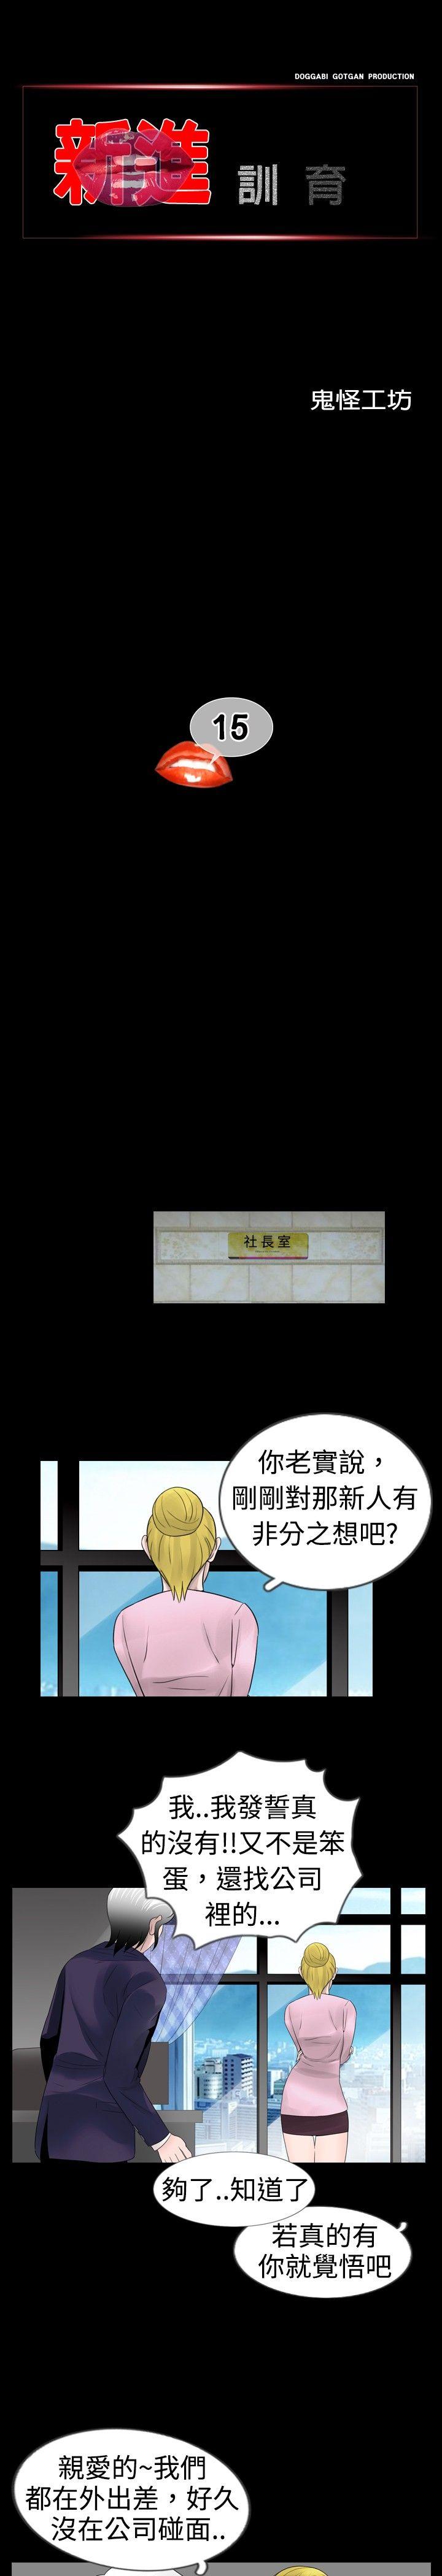 DOGGABI GOTGAN PRODUCTION
新進 訓 育
鬼怪工坊
15
社長室
你老實說，
剛剛對那新人有
非分之想吧?
我..我發誓真
的沒有!!又不是笨
蛋，還找公司
裡的...
夠了..知道了
若真的有
你就覺悟吧
親愛的~我們
都在外出差，好久
沒在公司碰面..